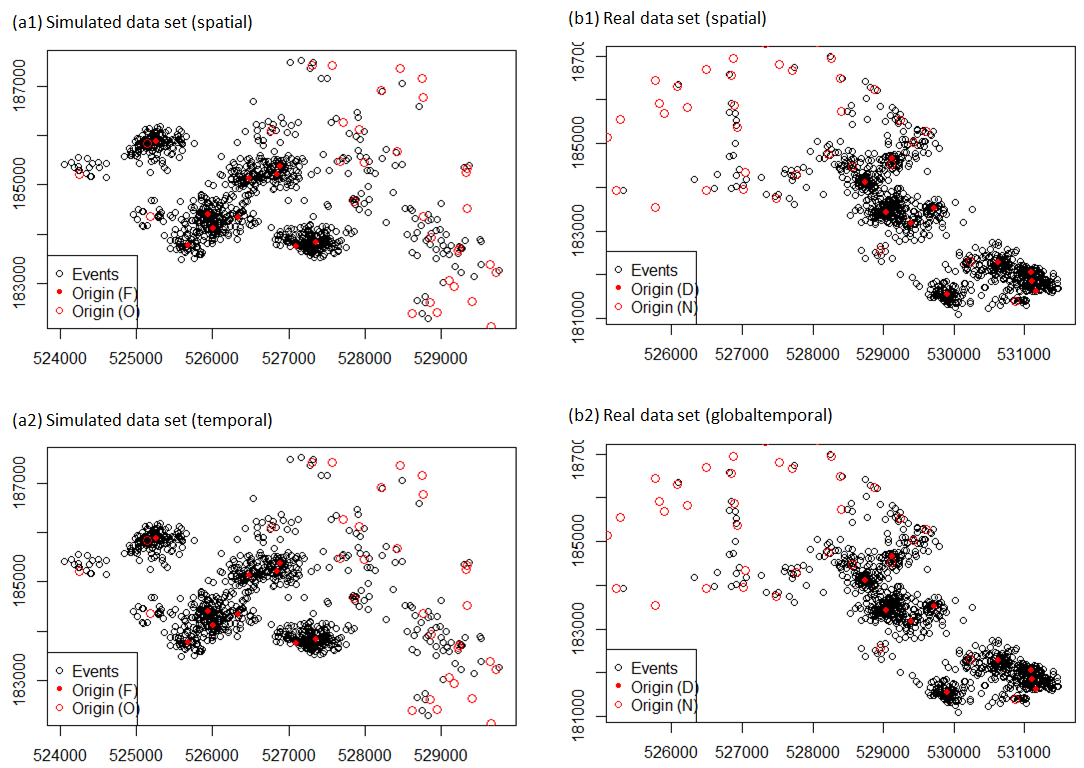 (a1) Simulated data set (spatial)
187000
185000
183000
Events
Origin (F)
Origin (O)
524000 525000 526000 527000 528000 529000
(b1) Real data set (spatial)
18700
185000
183000
181000
Events
Origin (D)
Origin (N)
526000 527000 528000 529000 530000 531000
(a2) Simulated data set (temporal)
187000
185000
183000
Events
Origin (F)
Origin (O)
524000 525000 526000 527000 528000 529000
(b2) Real data set (globaltemporal)
18700
185000
183000
181000
Events
Origin (D)
Origin (N)
526000 527000 528000 529000 530000 531000